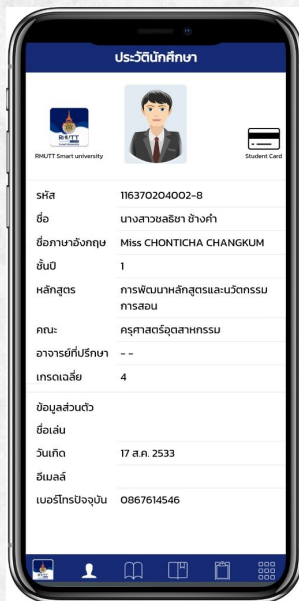 ประวัตินักศึกษา
RMUTT
RMUTT Smart university
Student Card
รหัส 116370204002-8
ชื่อ นางสาวชลธิชา ช้างคำ
ชื่อภาษาอังกฤษ Miss CHONTICHA CHANGKUM
ชั้นปี 1
หลักสูตร การพัฒนาหลักสูตรและนวัตกรรม
การสอน
คณะ ครุศาสตร์อุตสาหกรรม
อาจารย์ที่ปรึกษา - -
เกรดเฉลี่ย 4
ข้อมูลส่วนตัว
ชื่อเล่น
วันเกิด 17 ส.ค. 2533
อีเมลล์
เบอร์โทรปัจจุบัน 0867614546